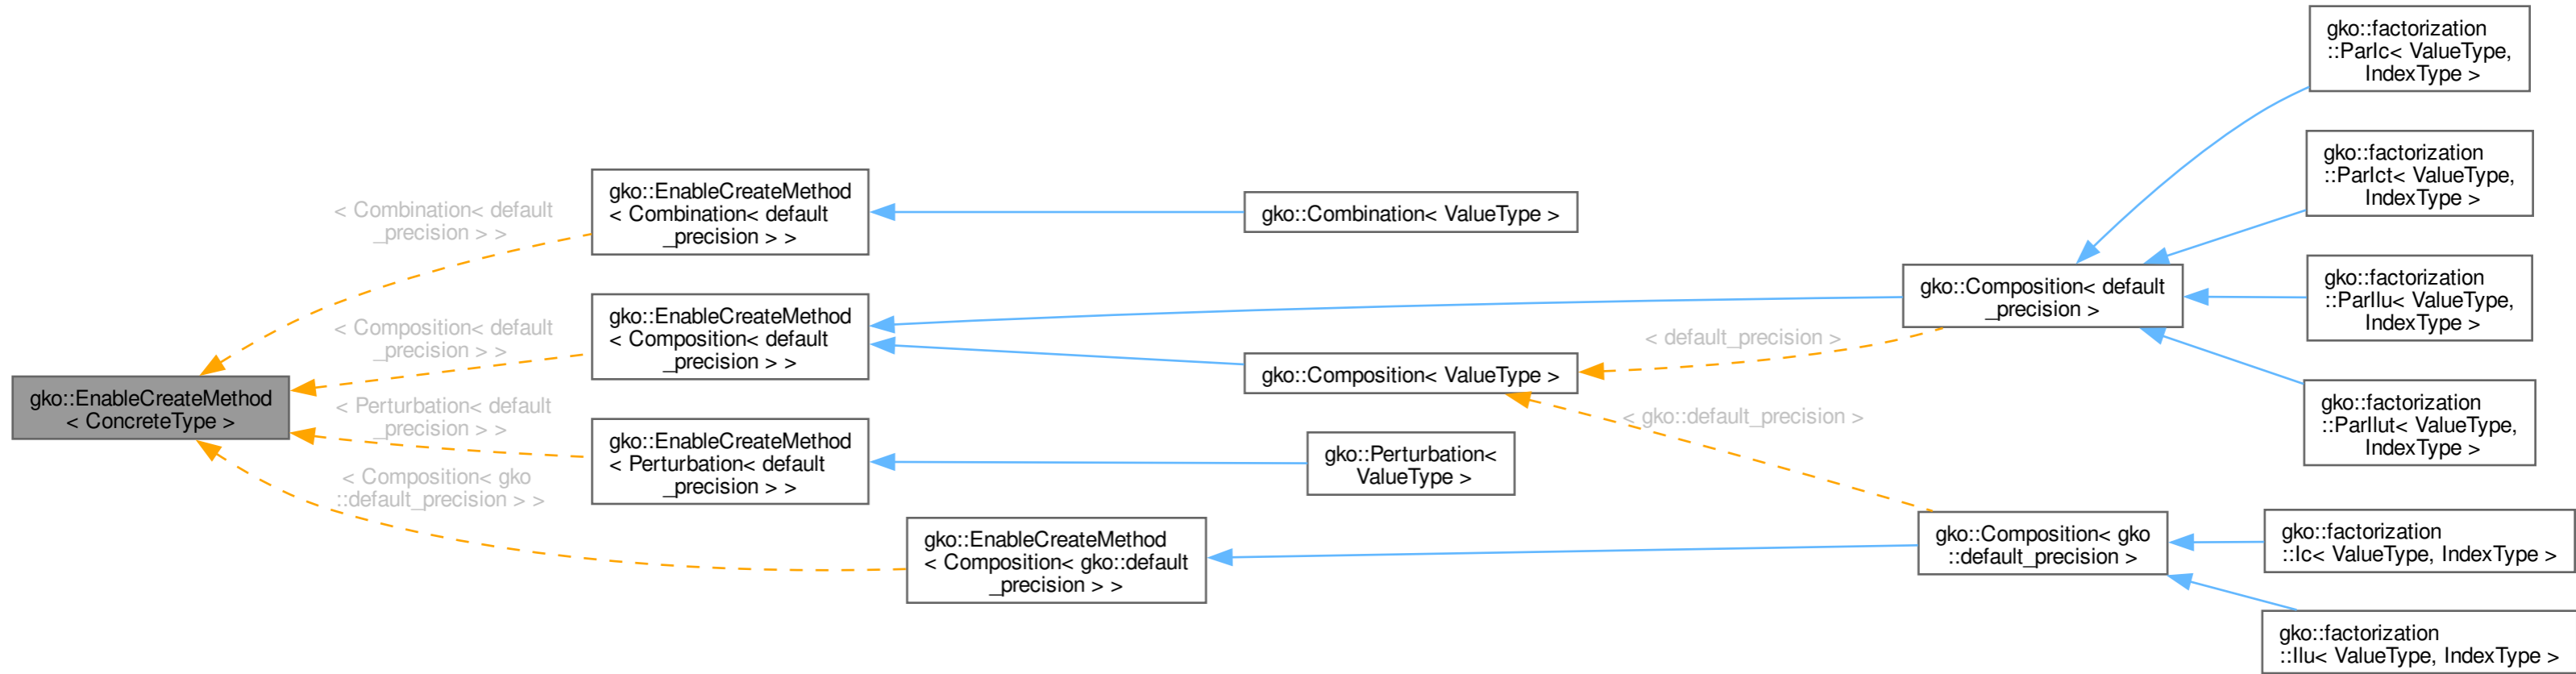 gko::EnableCreateMethod
< ConcreteType >
< Combination< default
_precision > >
< Composition< default
_precision > >
< Perturbation< default
_precision > >
< Composition< gko
::default_precision > >
gko::EnableCreateMethod
< Combination< default
_precision > >
gko::EnableCreateMethod
< Composition< default
_precision > >
gko::EnableCreateMethod
< Perturbation< default
_precision > >
gko::EnableCreateMethod
< Composition< gko::default
_precision > >
gko::Combination< ValueType >
gko::Composition< ValueType >
gko::Perturbation<
ValueType >
< default_precision >
< gko::default_precision >
gko::Composition< default
_precision >
gko::Composition< gko
::default_precision >
gko::factorization
::ParIc< ValueType,
IndexType >
gko::factorization
::ParIct< ValueType,
IndexType >
gko::factorization
::ParIlu< ValueType,
IndexType >
gko::factorization
::ParIlut< ValueType,
IndexType >
gko::factorization
::Ic< ValueType, IndexType >
gko::factorization
::Ilu< ValueType, IndexType >